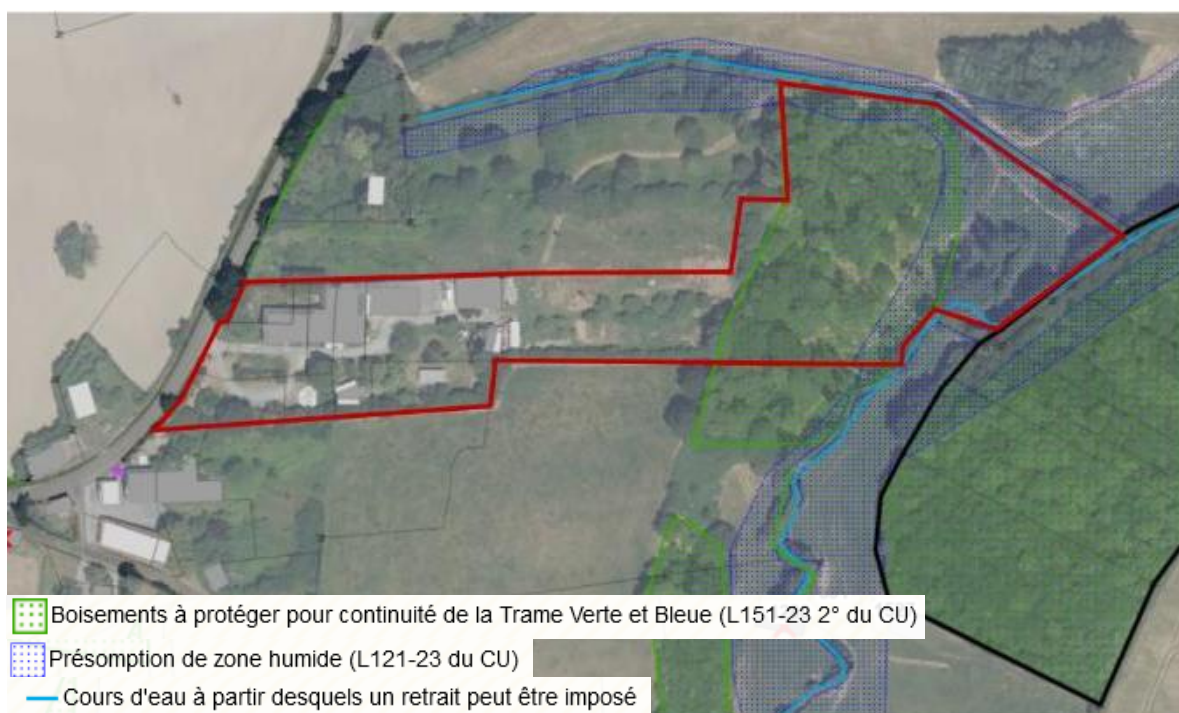 Boisements à protéger pour continuité de la Trame Verte et Bleue (L151-23 2° du CU)
Présomption de zone humide (L121-23 du CU)
Cours d'eau à partir desquels un retrait peut être imposé